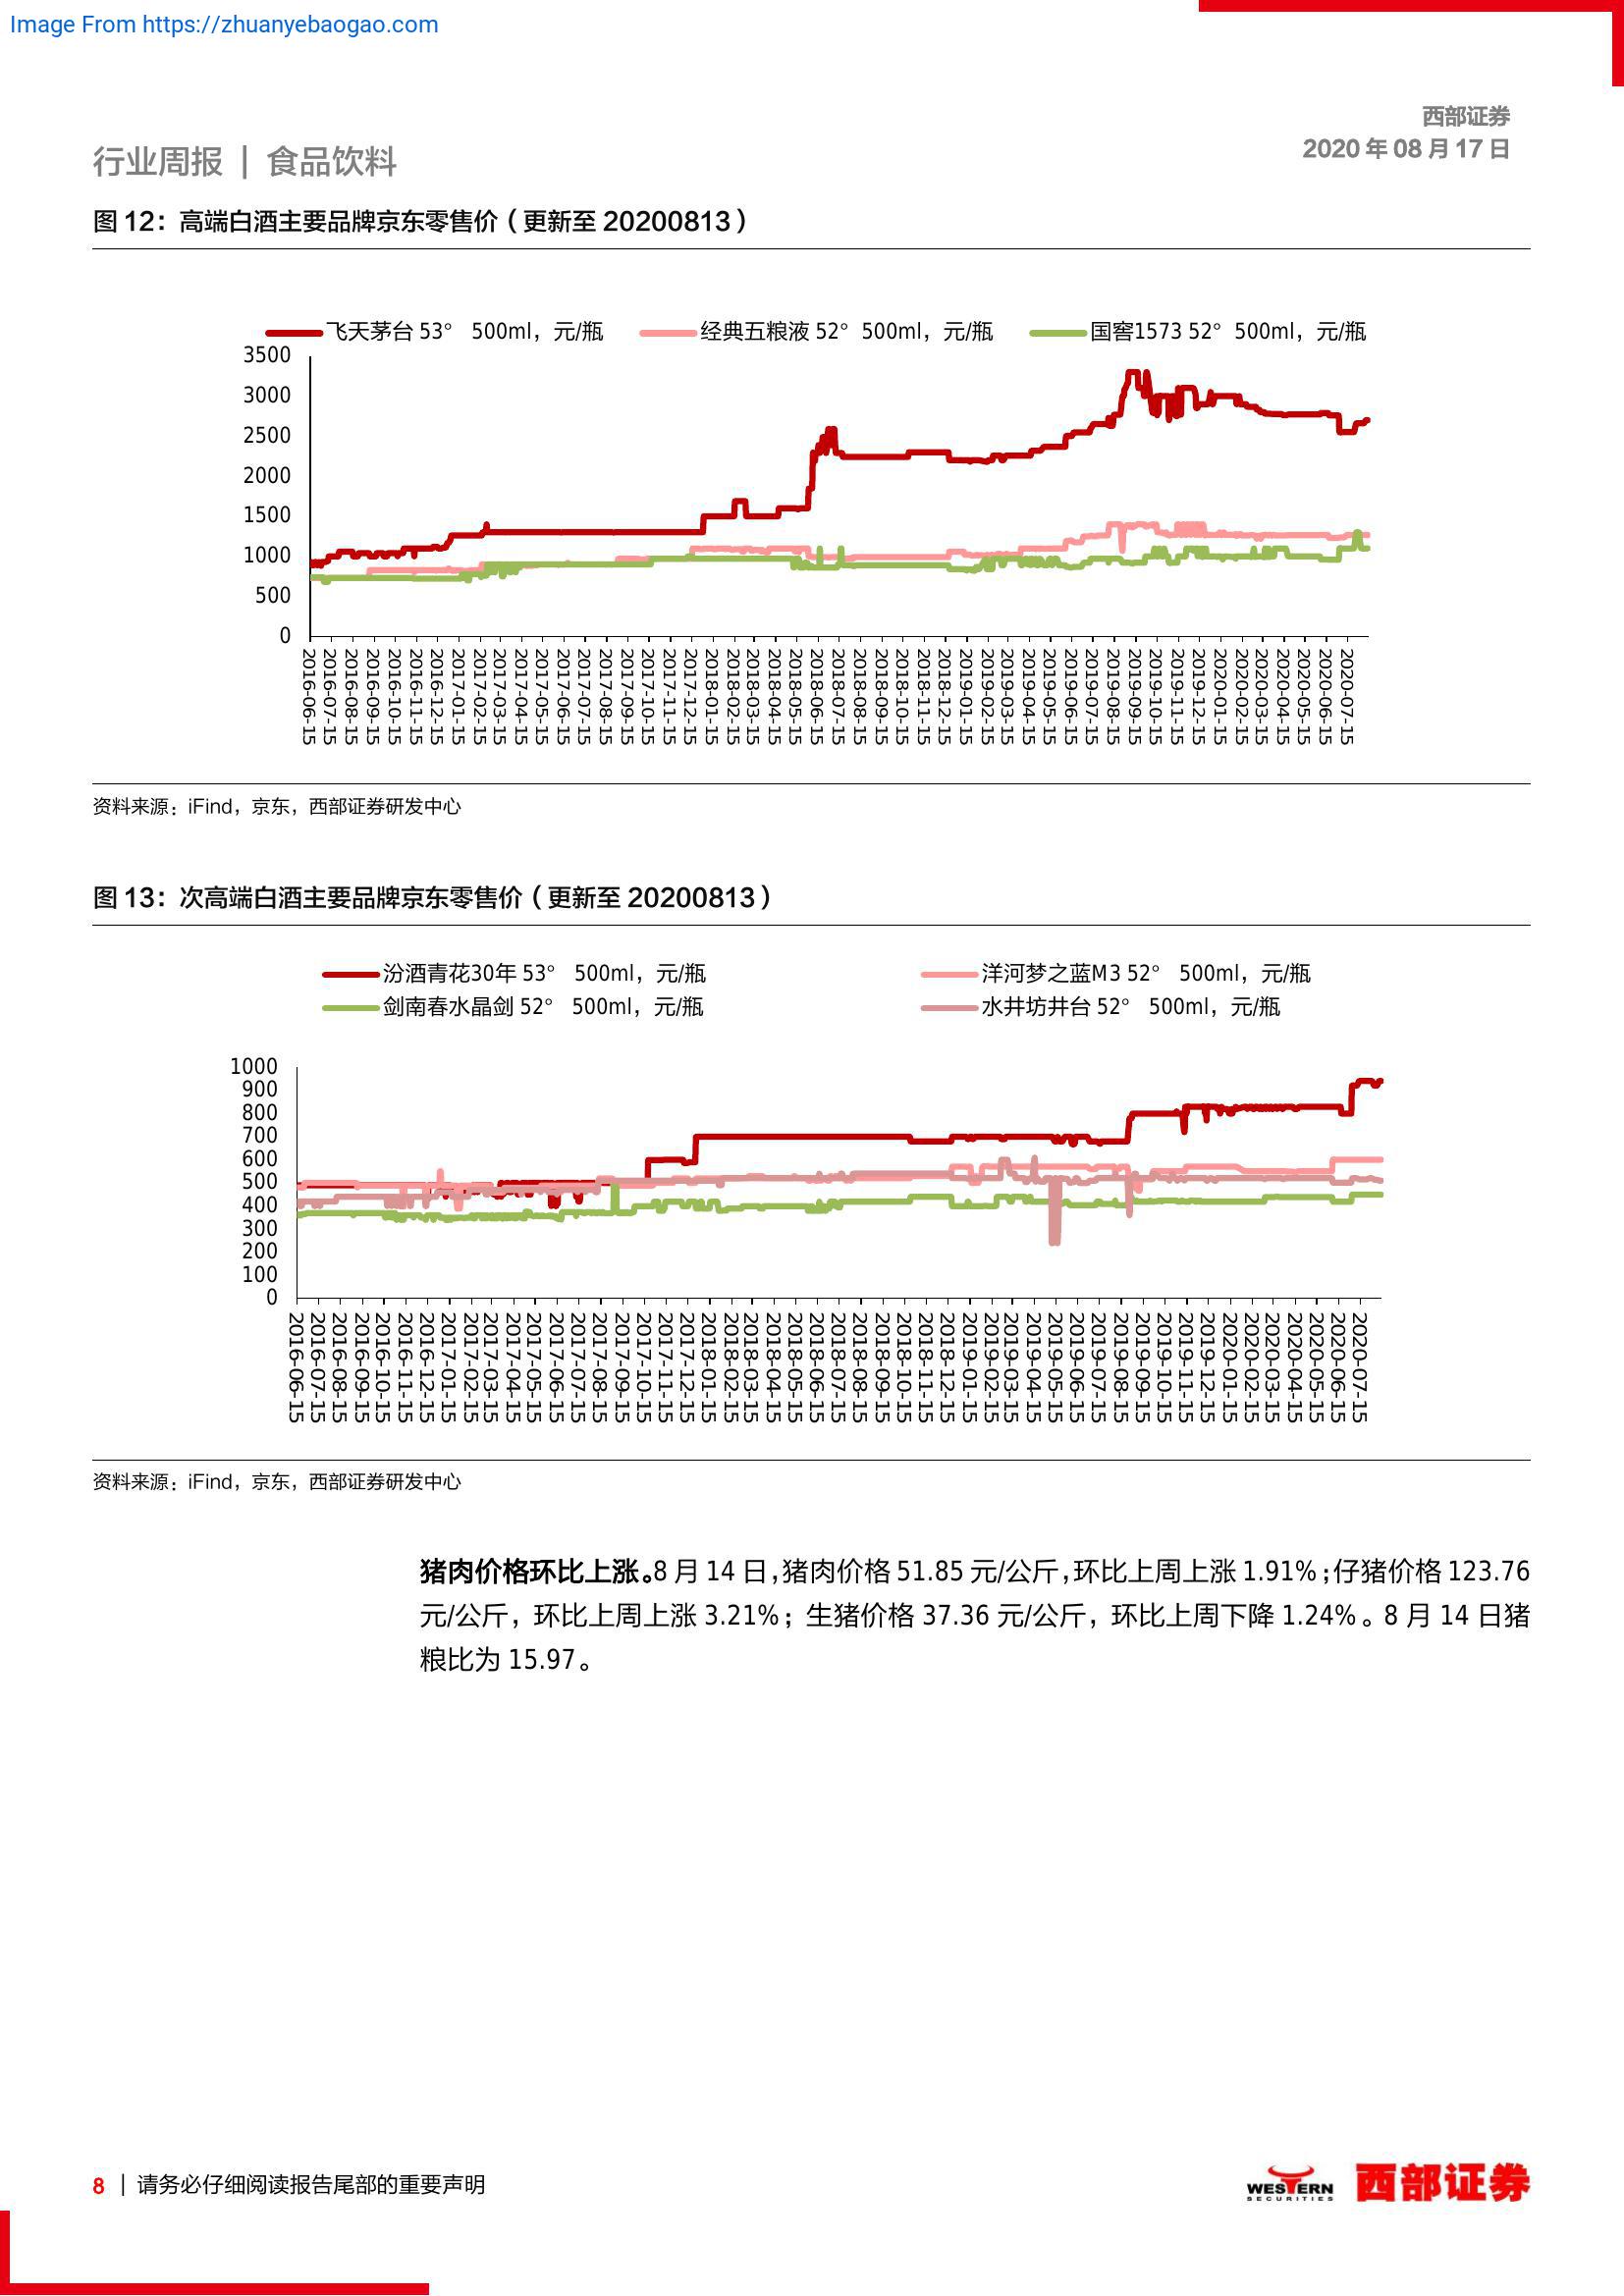 Image From https://zhuanyebaogao.com
西部证券
2020 年 08 月 17 日
行业周报 | 食品饮料
图 12：高端白酒主要品牌京东零售价（更新至 20200813）
飞天茅台 53° 500ml，元/瓶 经典五粮液 52° 500ml，元/瓶 国窖1573 52° 500ml，元/瓶
3500
3000
2500
2000
1500
1000
500
0
2016-06-15 2016-07-15 2016-08-15 2016-09-15 2016-10-15 2016-11-15 2016-12-15 2017-01-15 2017-02-15 2017-03-15 2017-04-15 2017-05-15 2017-06-15 2017-07-15 2017-08-15 2017-09-15 2017-10-15 2017-11-15 2017-12-15 2018-01-15 2018-02-15 2018-03-15 2018-04-15 2018-05-15 2018-06-15 2018-07-15 2018-08-15 2018-09-15 2018-10-15 2018-11-15 2018-12-15 2019-01-15 2019-02-15 2019-03-15 2019-04-15 2019-05-15 2019-06-15 2019-07-15 2019-08-15 2019-09-15 2019-10-15 2019-11-15 2019-12-15 2020-01-15 2020-02-15 2020-03-15 2020-04-15 2020-05-15 2020-06-15 2020-07-15
资料来源：iFind，京东，西部证券研发中心
图 13：次高端白酒主要品牌京东零售价（更新至 20200813）
汾酒青花30年 53° 500ml，元/瓶 洋河梦之蓝M3 52° 500ml，元/瓶
剑南春水晶剑 52° 500ml，元/瓶 水井坊井台 52° 500ml，元/瓶
1000
900
800
700
600
500
400
300
200
100
0
2016-06-15 2016-07-15 2016-08-15 2016-09-15 2016-10-15 2016-11-15 2016-12-15 2017-01-15 2017-02-15 2017-03-15 2017-04-15 2017-05-15 2017-06-15 2017-07-15 2017-08-15 2017-09-15 2017-10-15 2017-11-15 2017-12-15 2018-01-15 2018-02-15 2018-03-15 2018-04-15 2018-05-15 2018-06-15 2018-07-15 2018-08-15 2018-09-15 2018-10-15 2018-11-15 2018-12-15 2019-01-15 2019-02-15 2019-03-15 2019-04-15 2019-05-15 2019-06-15 2019-07-15 2019-08-15 2019-09-15 2019-10-15 2019-11-15 2019-12-15 2020-01-15 2020-02-15 2020-03-15 2020-04-15 2020-05-15 2020-06-15 2020-07-15
资料来源：iFind，京东，西部证券研发中心
猪肉价格环比上涨。8 月 14 日，猪肉价格 51.85 元/公斤，环比上周上涨 1.91%；仔猪价格 123.76
元/公斤，环比上周上涨 3.21%；生猪价格 37.36 元/公斤，环比上周下降 1.24%。8 月 14 日猪
粮比为 15.97。
8 | 请务必仔细阅读报告尾部的重要声明
WESTERN
SECURITIES
西部证券